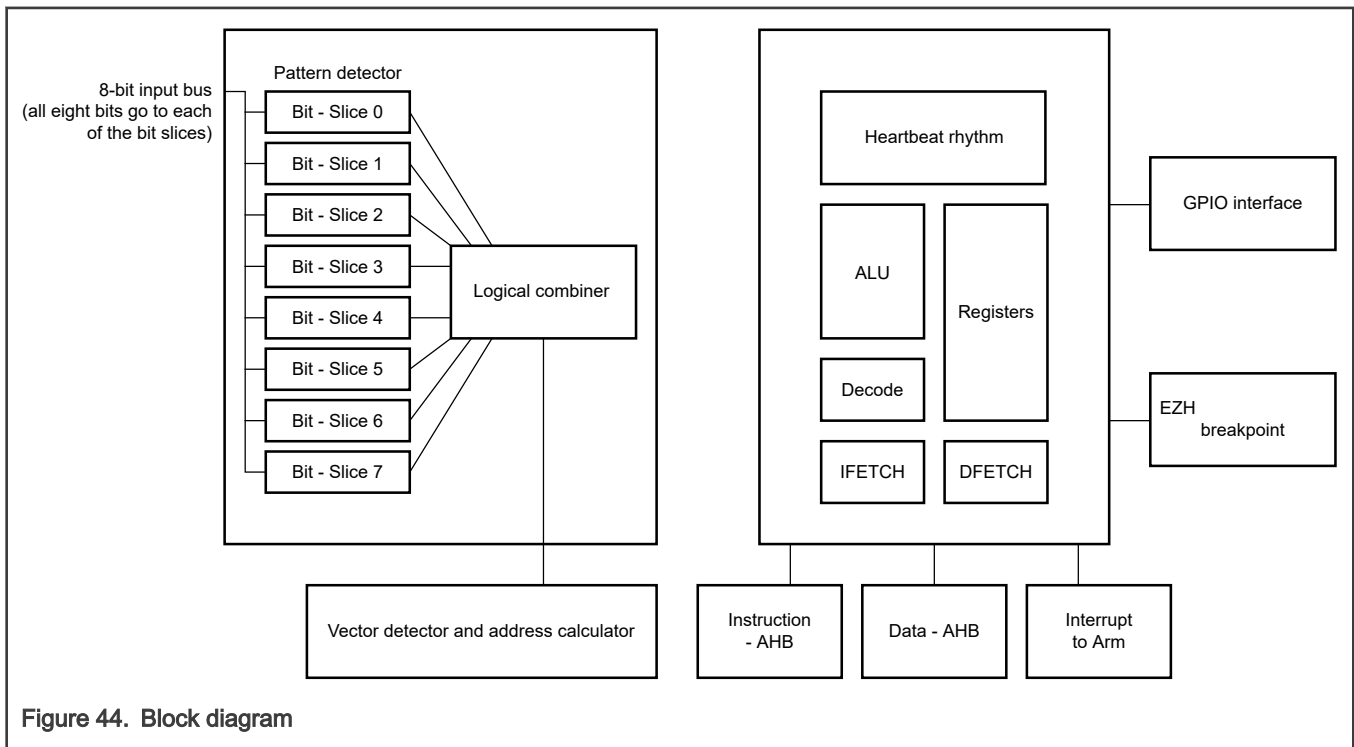 8-bit input bus
(all eight bits go to each
of the bit slices)
Pattern detector
Bit - Slice 0
Bit - Slice 1
Bit - Slice 2
Bit - Slice 3
Bit - Slice 4
Bit - Slice 5
Bit - Slice 6
Bit - Slice 7
Logical combiner
Vector detector and address calculator
Heartbeat rhythm
ALU
Registers
Decode
IFETCH
DFETCH
GPIO interface
EZH
breakpoint
Instruction
- AHB
Data - AHB
Interrupt
to Arm
Figure 44. Block diagram